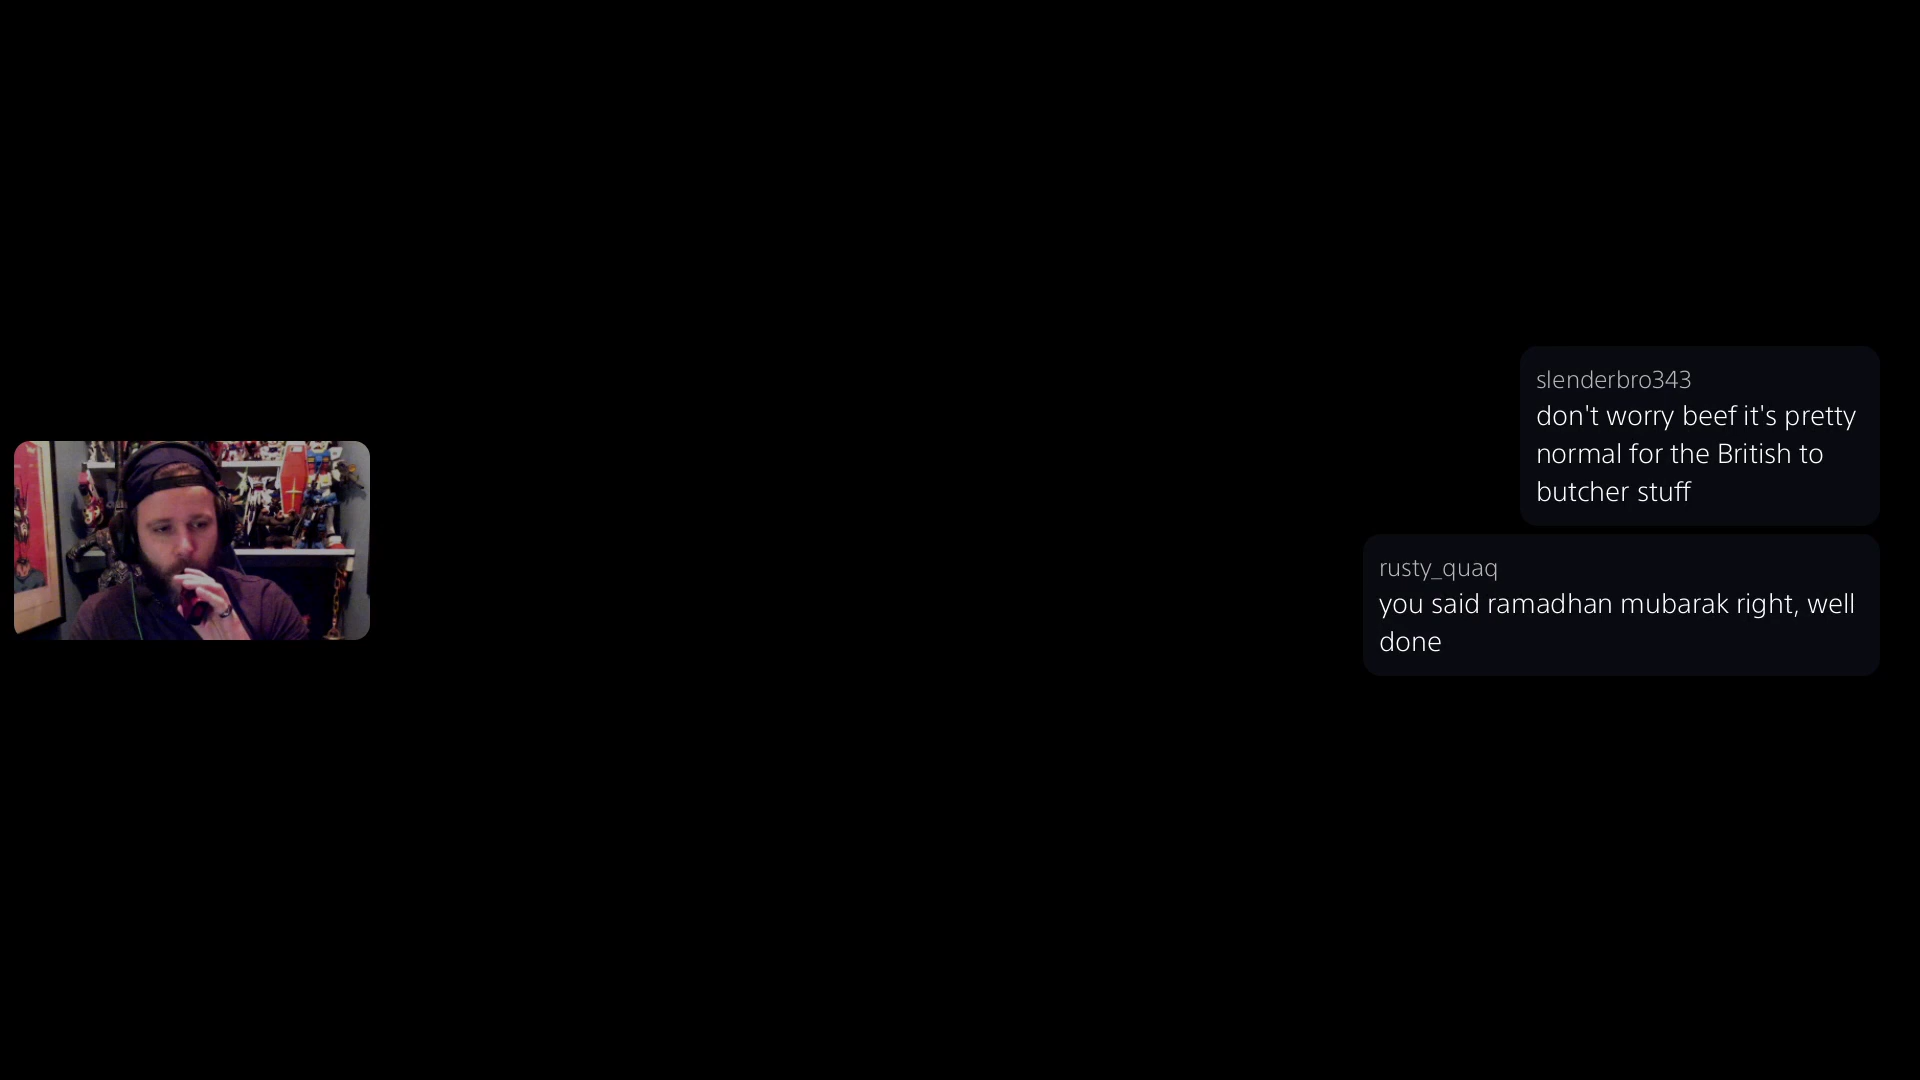 slenderbro343
don't worry beef it's pretty
normal for the British to
butcher stuff
rusty_quaq
you said ramadhan mubarak right, well
done